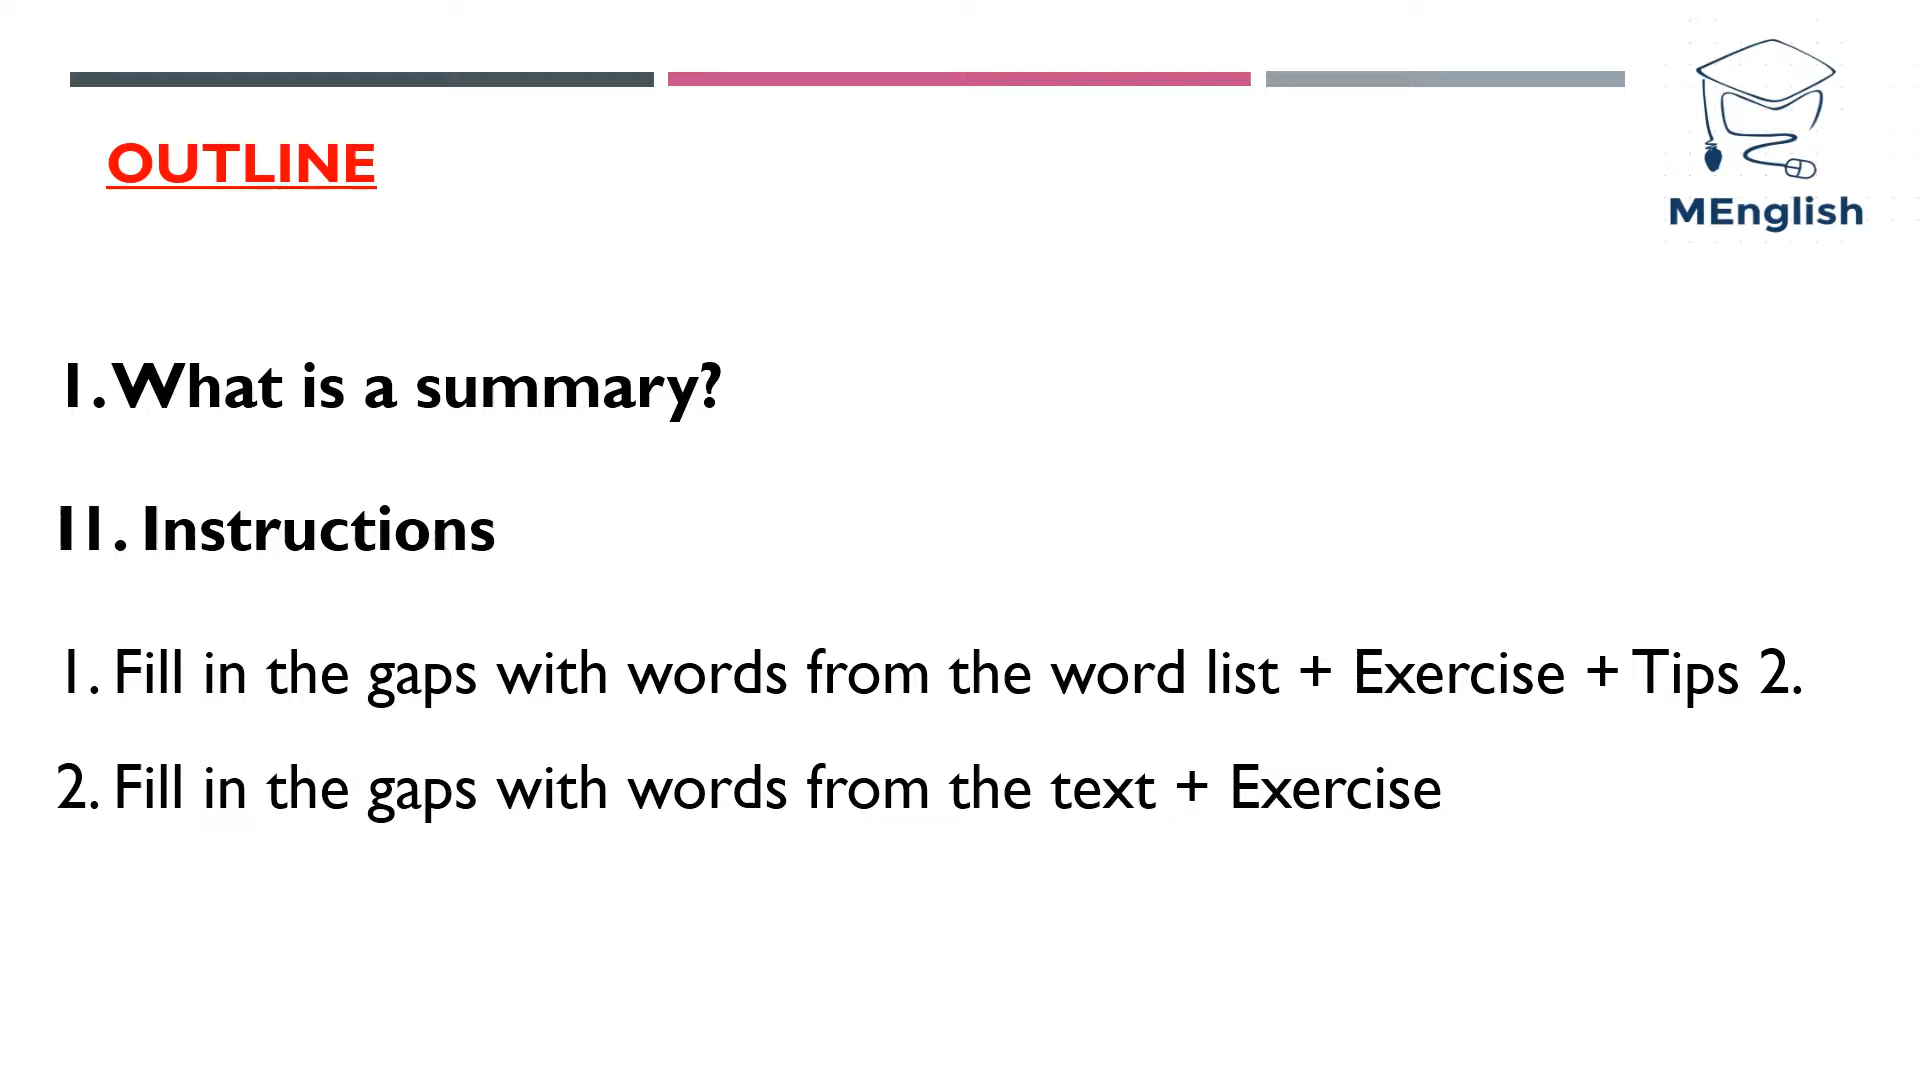 MEnglish
OUTLINE
I. What is a summary?
II. Instructions
1. Fill in the gaps with words from the word list + Exercise + Tips 2.
2. Fill in the gaps with words from the text + Exercise